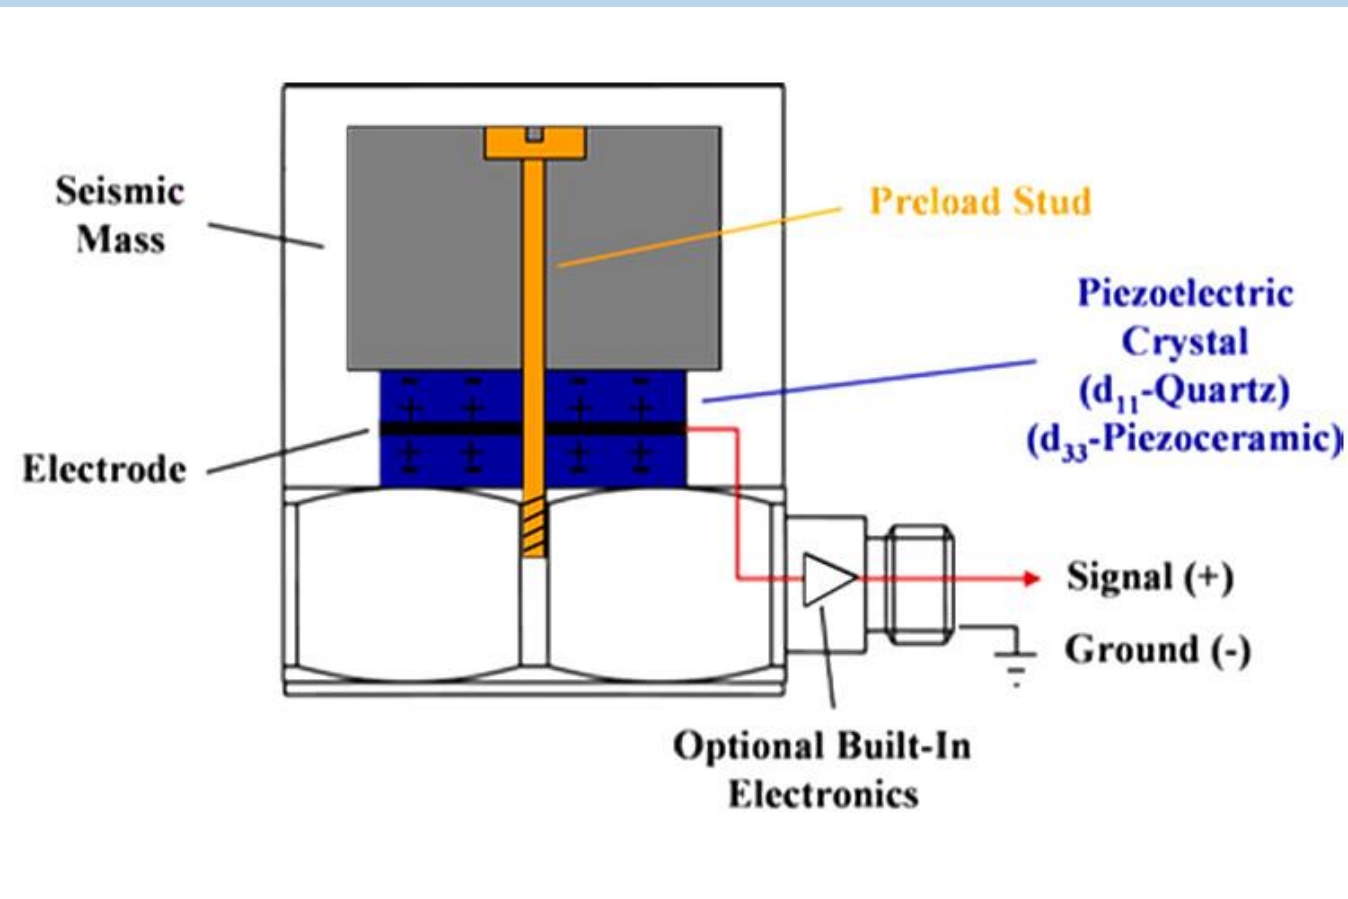 Seismic
Mass
Preload Stud
Piezoelectric
Crystal
(d₁₁-Quartz)
(d₃₃-Piezoceramic)
Electrode
- - - -
+ + + +
+ + + +
- - - -
Signal (+)
Ground (-)
Optional Built-In
Electronics